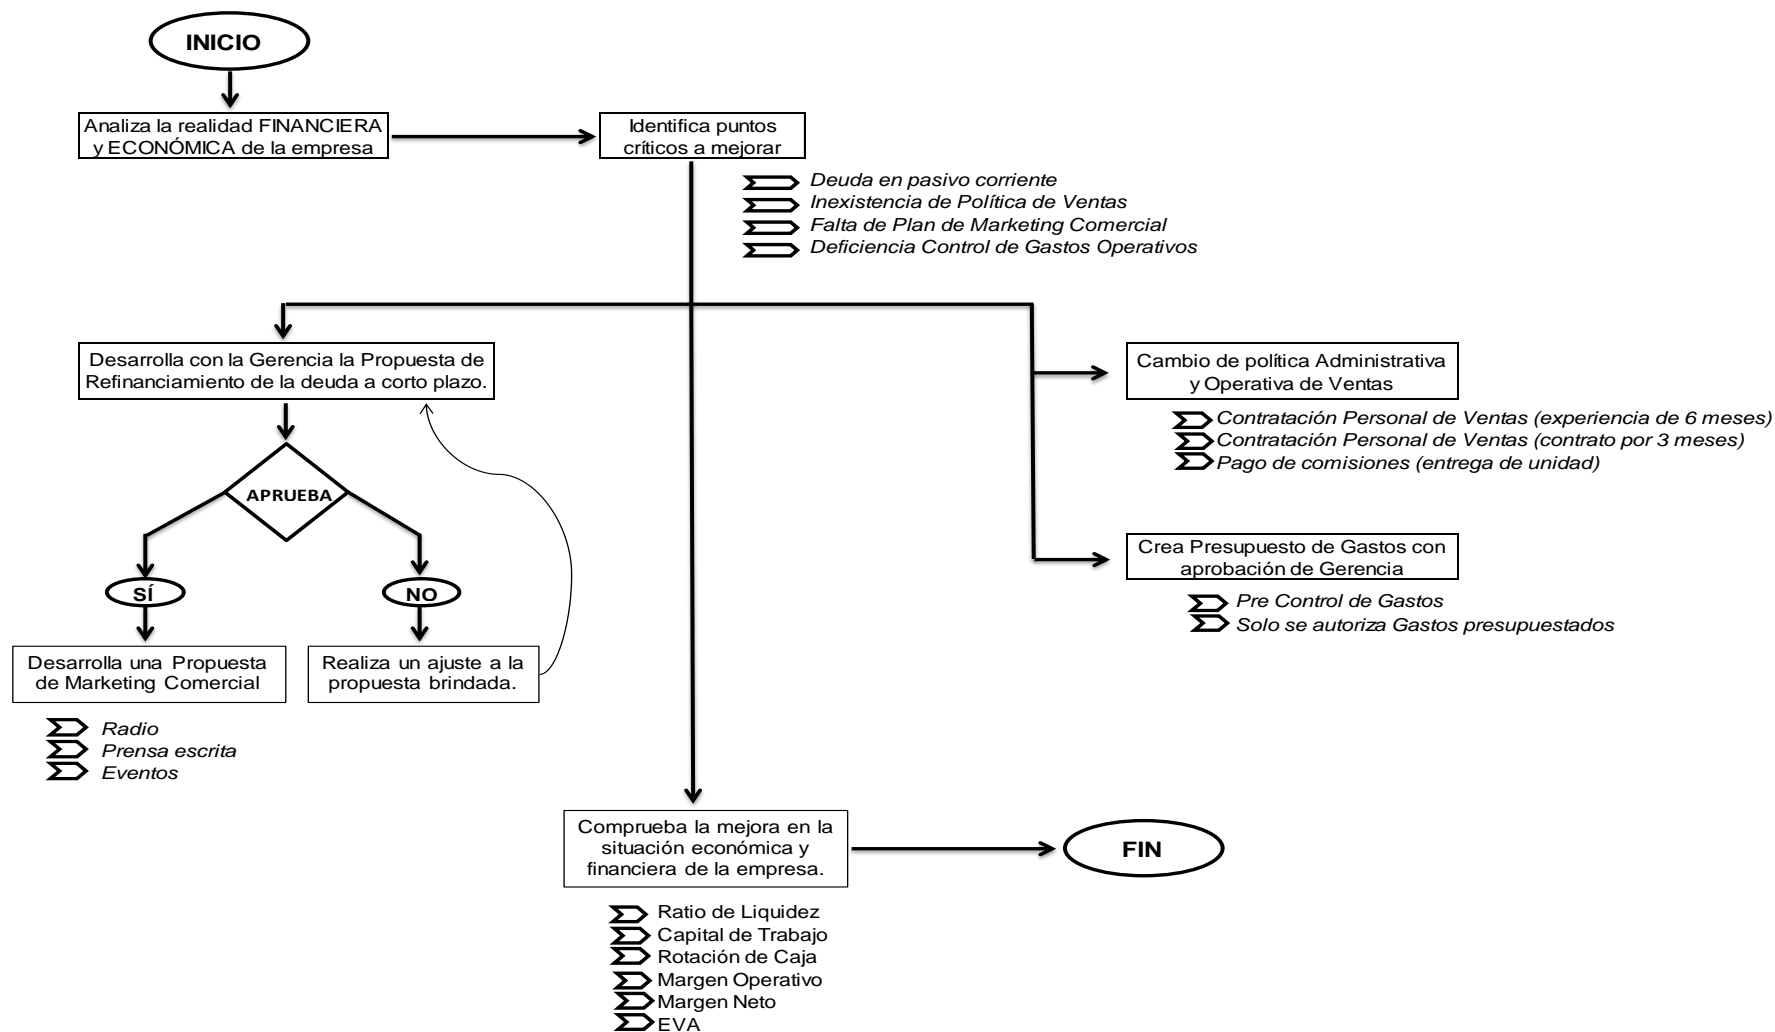 INICIO
Analiza la realidad FINANCIERA
y ECONÓMICA de la empresa
Identifica puntos
críticos a mejorar
Deuda en pasivo corriente
Inexistencia de Política de Ventas
Falta de Plan de Marketing Comercial
Deficiencia Control de Gastos Operativos
Desarrolla con la Gerencia la Propuesta de
Refinanciamiento de la deuda a corto plazo.
Cambio de política Administrativa
y Operativa de Ventas
Contratación Personal de Ventas (experiencia de 6 meses)
Contratación Personal de Ventas (contrato por 3 meses)
Pago de comisiones (entrega de unidad)
APRUEBA
Crea Presupuesto de Gastos con
aprobación de Gerencia
Pre Control de Gastos
Solo se autoriza Gastos presupuestados
SÍ
NO
Desarrolla una Propuesta
de Marketing Comercial
Realiza un ajuste a la
propuesta brindada.
Radio
Prensa escrita
Eventos
Comprueba la mejora en la
situación económica y
financiera de la empresa.
FIN
Ratio de Liquidez
Capital de Trabajo
Rotación de Caja
Margen Operativo
Margen Neto
EVA